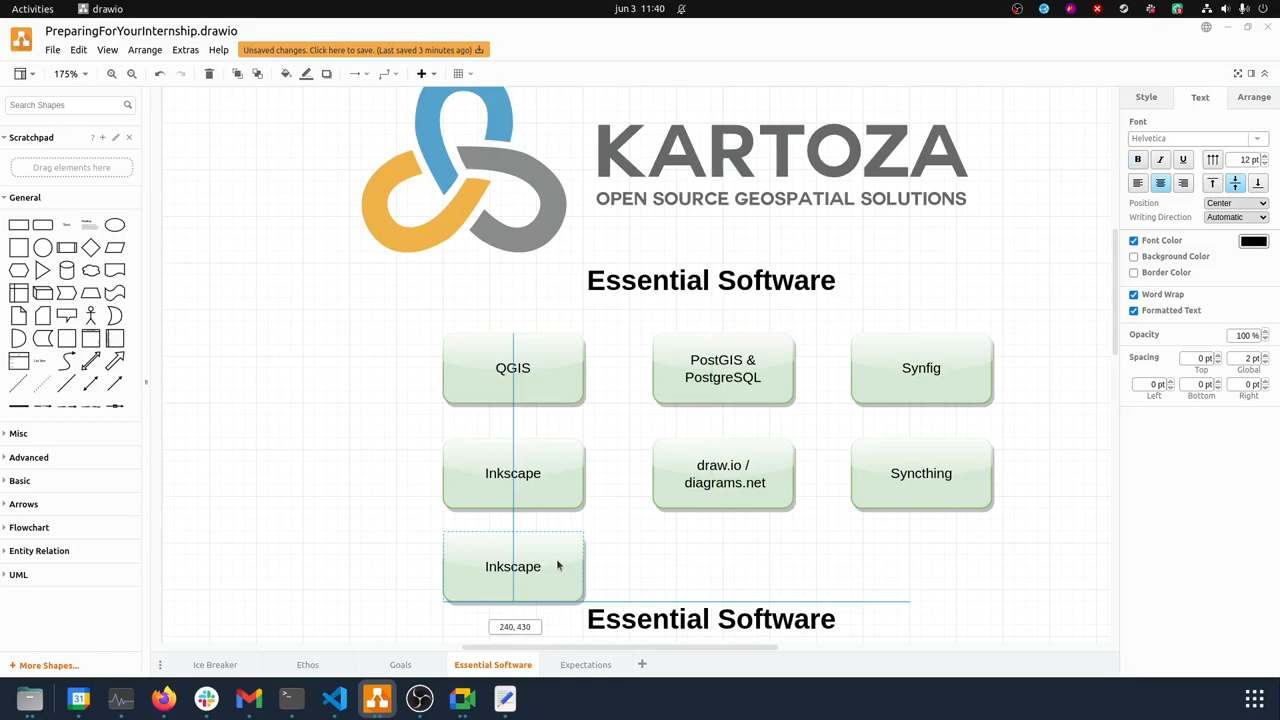 Activities
drawio
jun 3 11:40
PreparingForYourInternship.drawio
File Edit View Arrange Extras Help
Unsaved changes. Click here to save. (Last saved 3 minutes ago)
175%
Search Shapes
Scratchpad
?
Drag elements here
General
Text
Heading
List Item
Misc
Advanced
Basic
Arrows
Flowchart
Entity Relation
UML
More Shapes...
KARTOZA
OPEN SOURCE GEOSPATIAL SOLUTIONS
Essential Software
QGIS
PostGIS &
PostgreSQL
Synfig
Inkscape
draw.io /
diagrams.net
Syncthing
Inkscape
Essential Software
240, 430
Ice Breaker
Ethos
Goals
Essential Software
Expectations
Style Text Arrange
Font
Helvetica
B I U
12 pt
Position
Center
Writing Direction
Automatic
Font Color
Background Color
Border Color
Word Wrap
Formatted Text
Opacity
100 %
Spacing
0 pt
2 pt
Top
Global
0 pt
0 pt
0 pt
Left
Bottom
Right
31